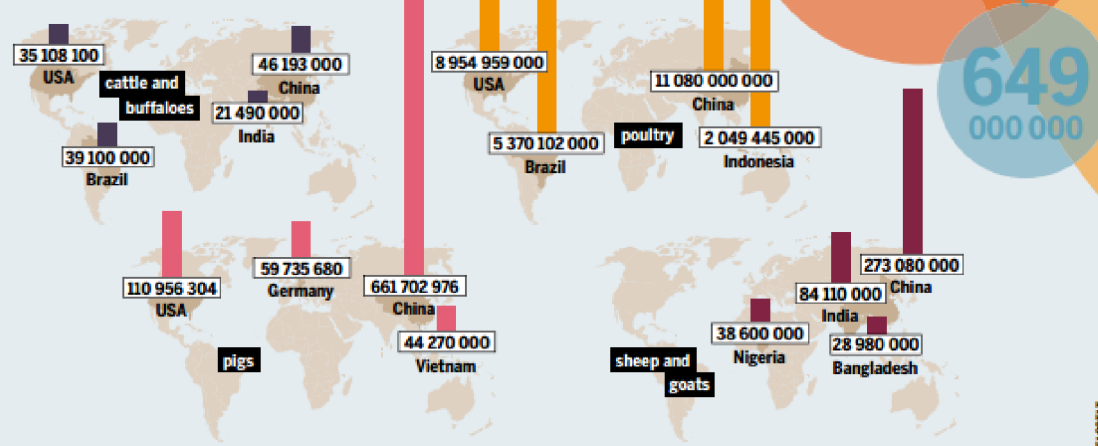 35 108 100
USA
cattle and
buffaloes
46 193 000
China
21 490 000
India
39 100 000
Brazil
8 954 959 000
USA
11 080 000 000
China
5 370 102 000
Brazil
poultry
2 049 445 000
Indonesia
649
000 000
110 956 304
USA
59 735 680
Germany
661 702 976
China
44 270 000
Vietnam
pigs
273 080 000
China
84 110 000
India
38 600 000
Nigeria
28 980 000
Bangladesh
sheep and
goats